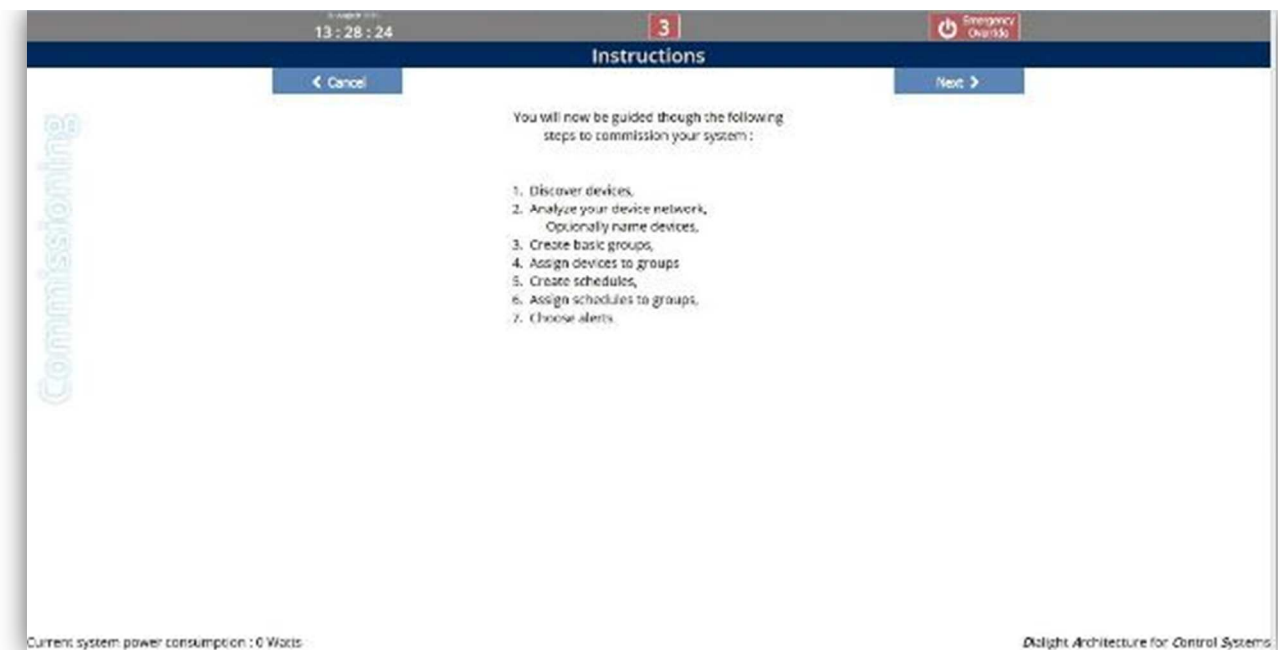 13 : 28 : 24
3
Emergency
Override
Instructions
Cancel
Next
Commissioning
You will now be guided though the following
steps to commission your system :
1. Discover devices,
2. Analyze your device network,
Optionally name devices,
3. Create basic groups,
4. Assign devices to groups
5. Create schedules,
6. Assign schedules to groups,
7. Choose alerts
Current system power consumption : 0 Watts
Dialight Architecture for Control Systems